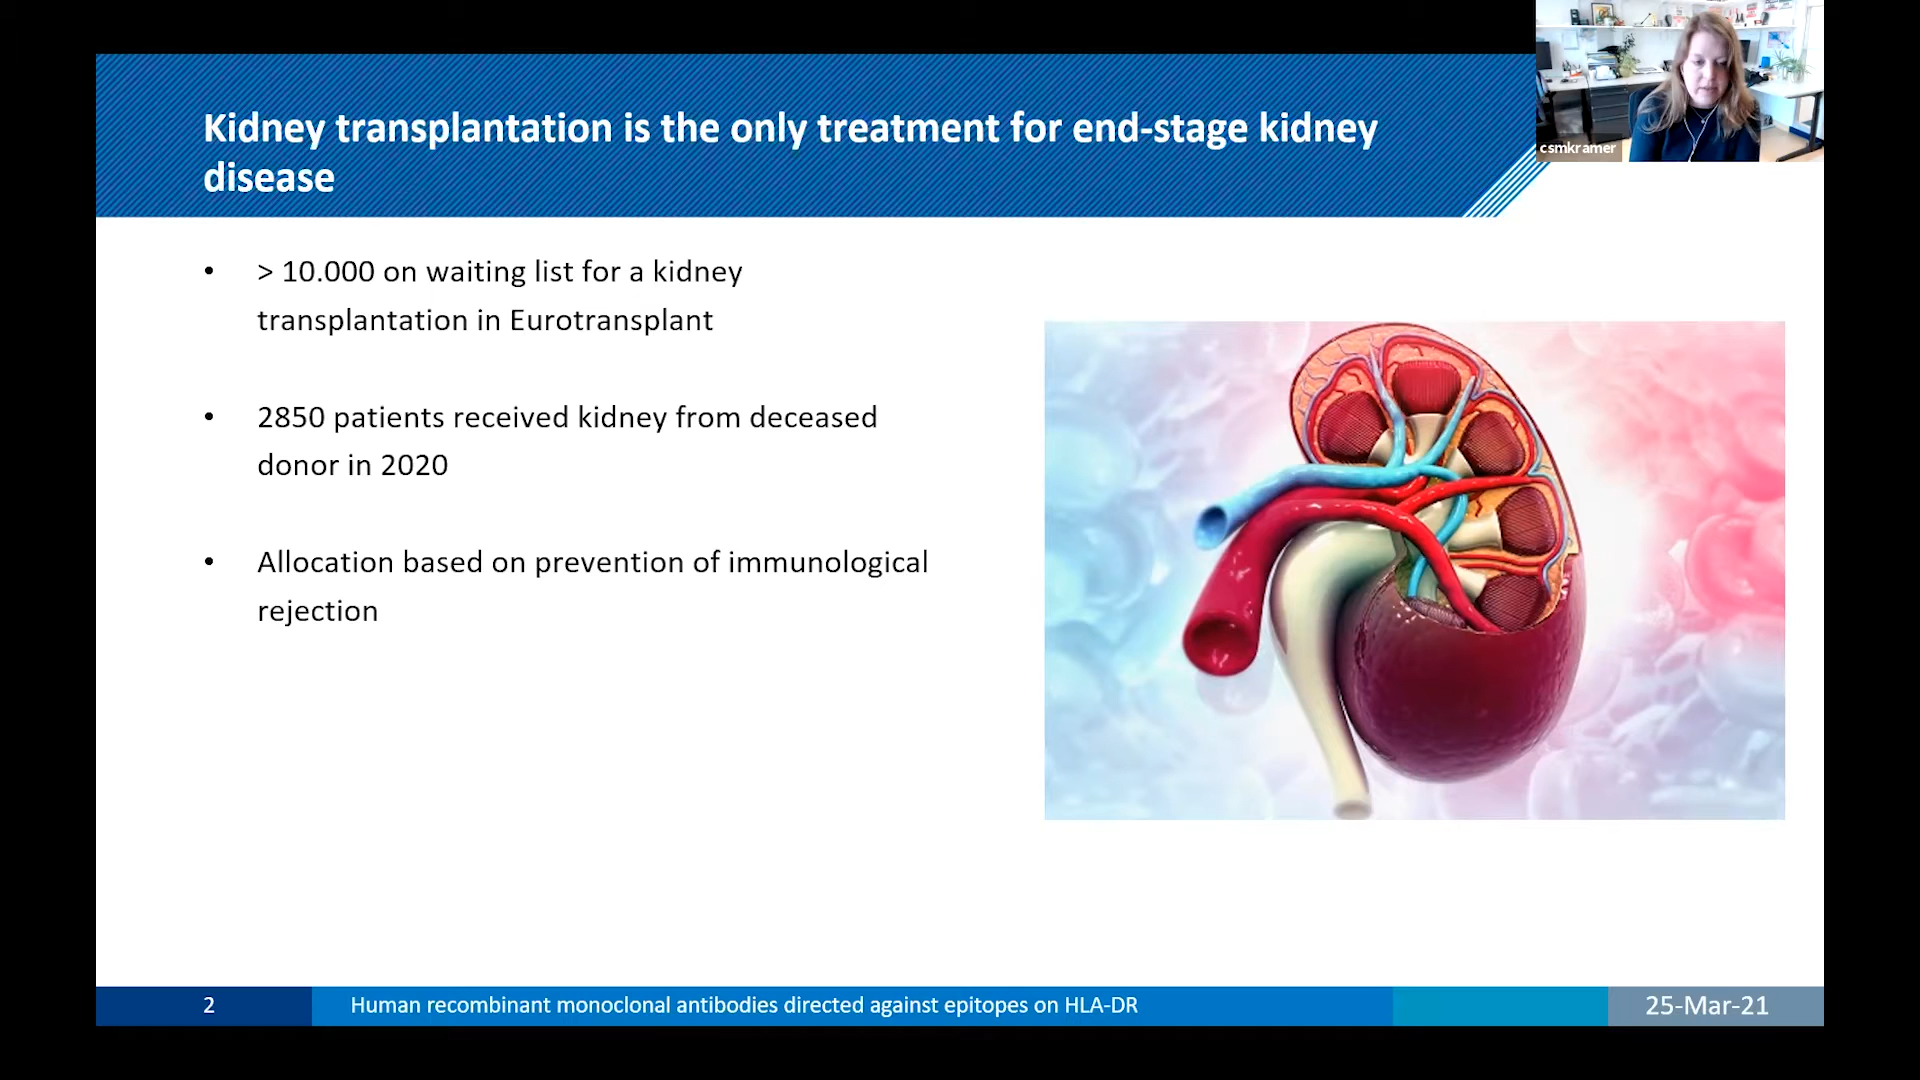 csmkramer
Kidney transplantation is the only treatment for end-stage kidney
disease
• > 10.000 on waiting list for a kidney
transplantation in Eurotransplant
• 2850 patients received kidney from deceased
donor in 2020
• Allocation based on prevention of immunological
rejection
2
Human recombinant monoclonal antibodies directed against epitopes on HLA-DR
25-Mar-21